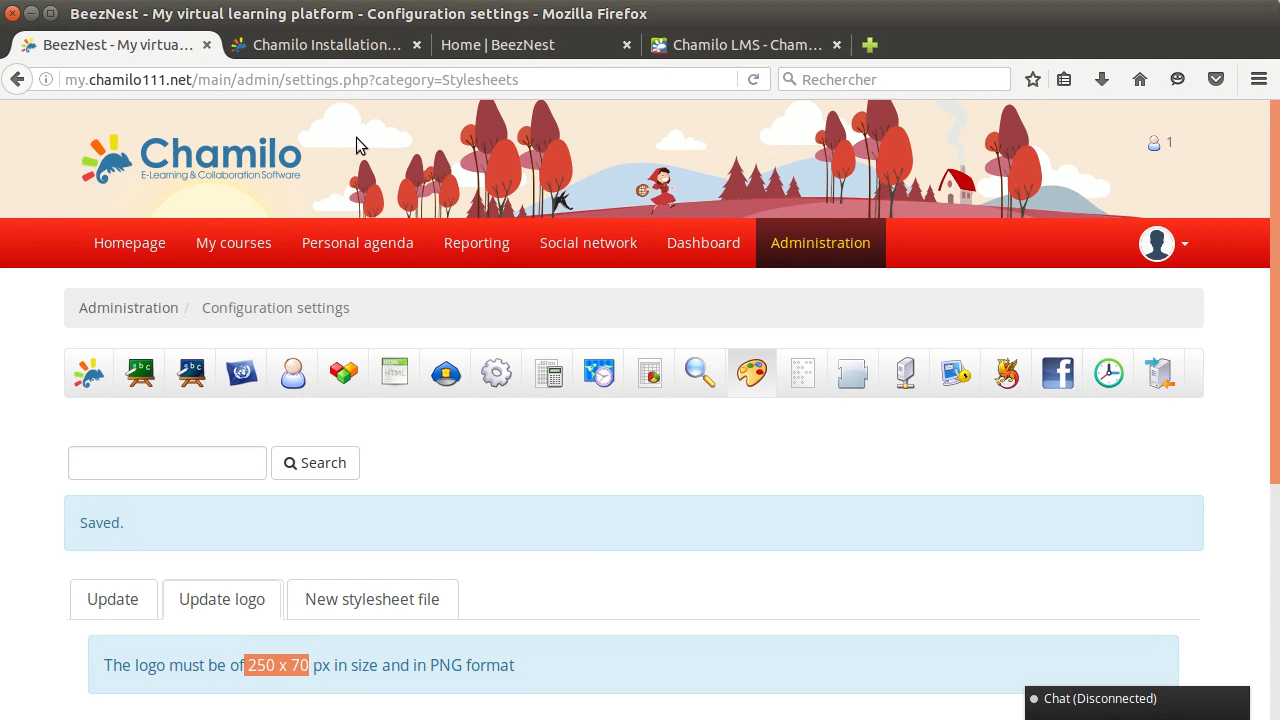 BeezNest - My virtual learning platform - Configuration settings - Mozilla Firefox
BeezNest - My virtua... × Chamilo Installation... × Home | BeezNest × Chamilo LMS - Cham... ×
my.chamilo111.net/main/admin/settings.php?category=Stylesheets Rechercher
Chamilo
E-Learning & Collaboration Software
1
Homepage My courses Personal agenda Reporting Social network Dashboard Administration
Administration / Configuration settings
abc abc HTML
Search
Saved.
Update Update logo New stylesheet file
The logo must be of 250 x 70 px in size and in PNG format
Chat (Disconnected)